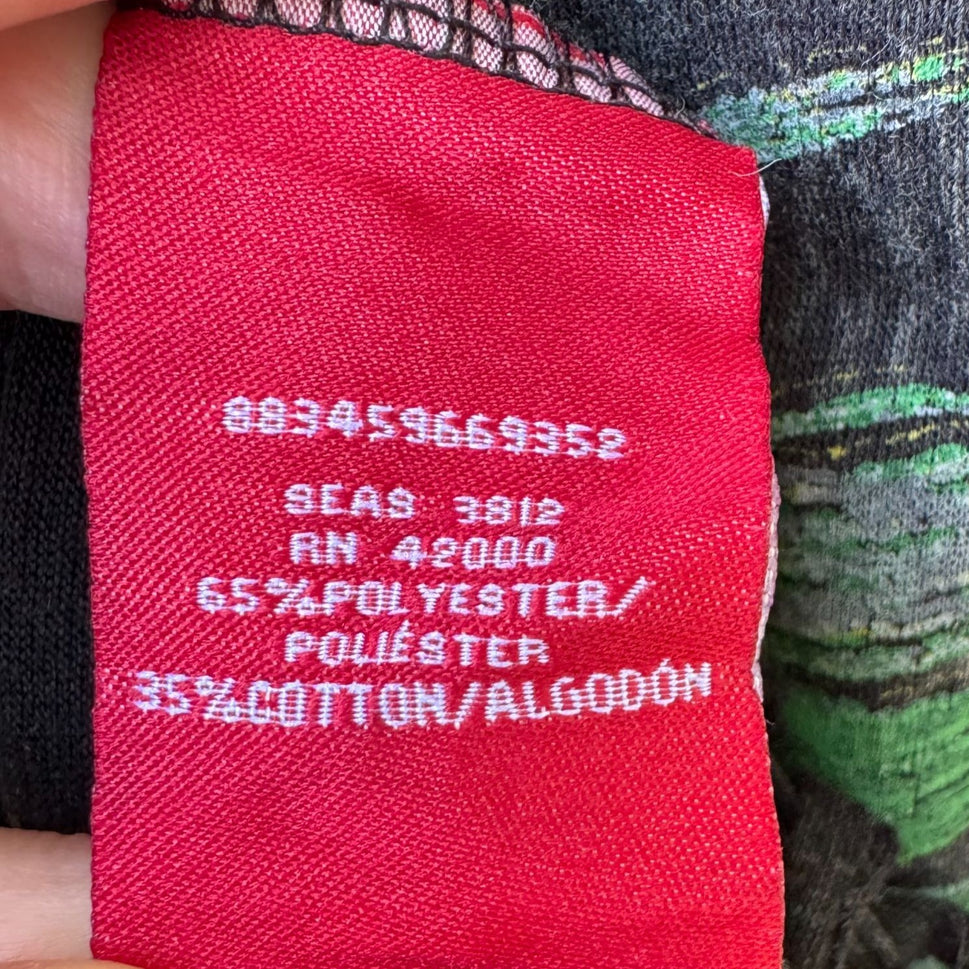 883459669352
SEAS 3812
RN 42000
65%POLYESTER/
POLIÉSTER
35%COTTON/ALGODÓN